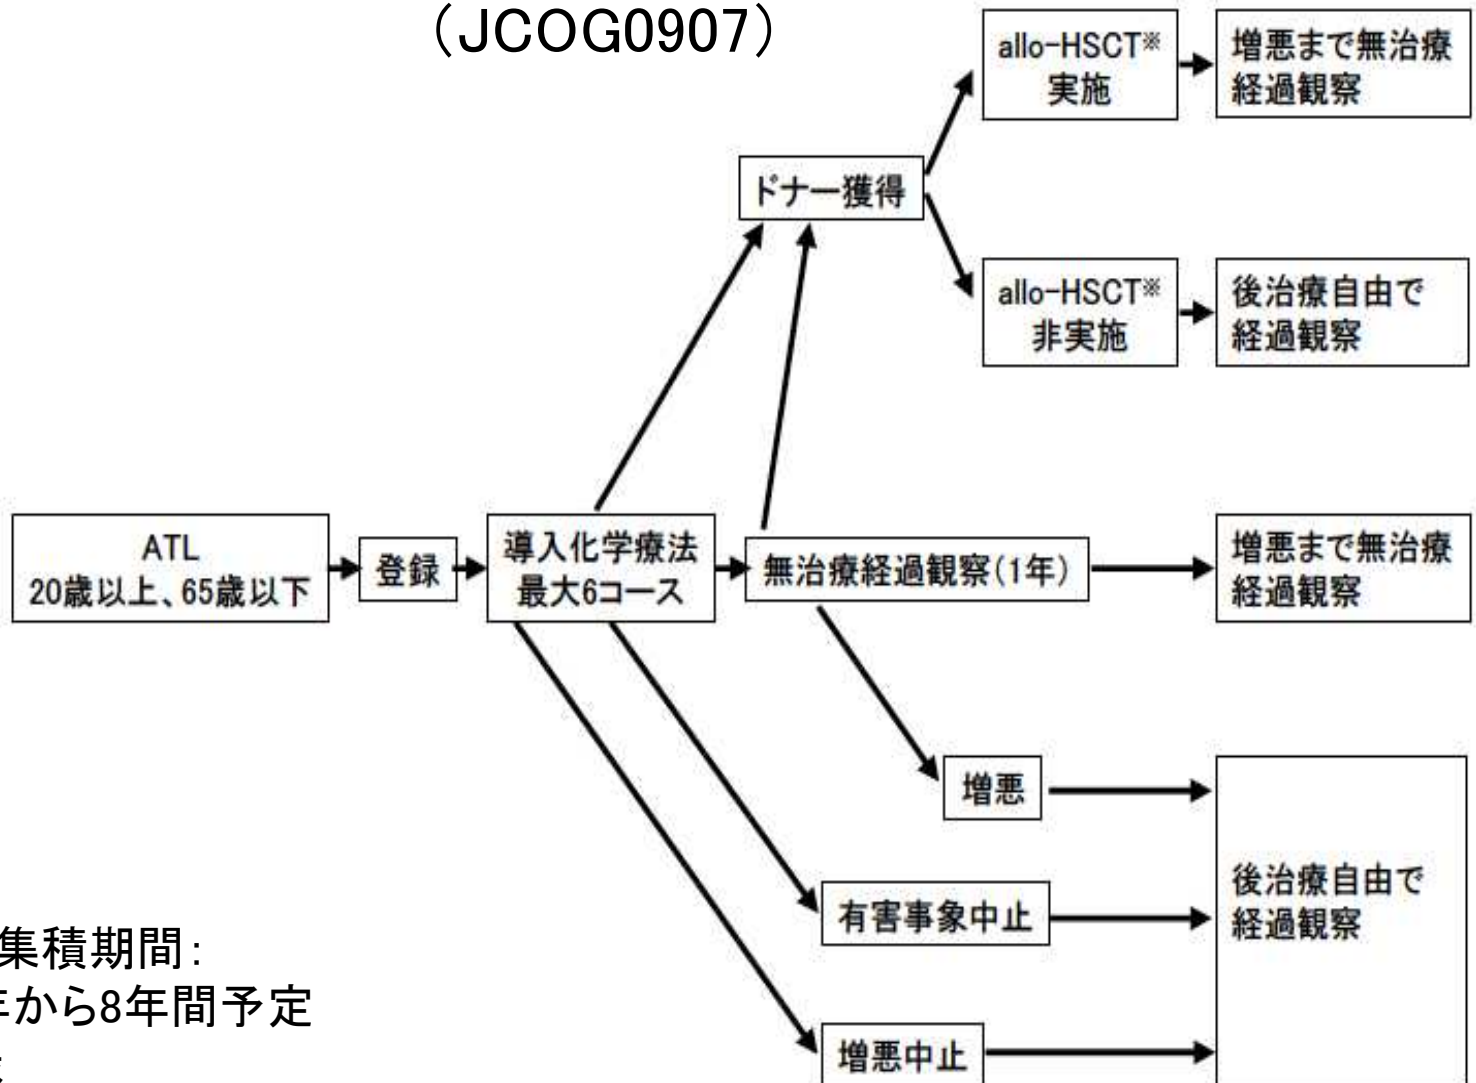 (JCOG0907)
allo-HSCT※
実施
増悪まで無治療
経過観察
ドナー獲得
allo-HSCT※
非実施
後治療自由で
経過観察
ATL
20歳以上、65歳以下
登録
導入化学療法
最大6コース
無治療経過観察(1年)
増悪まで無治療
経過観察
増悪
有害事象中止
増悪中止
後治療自由で
経過観察
集積期間:
年から8年間予定